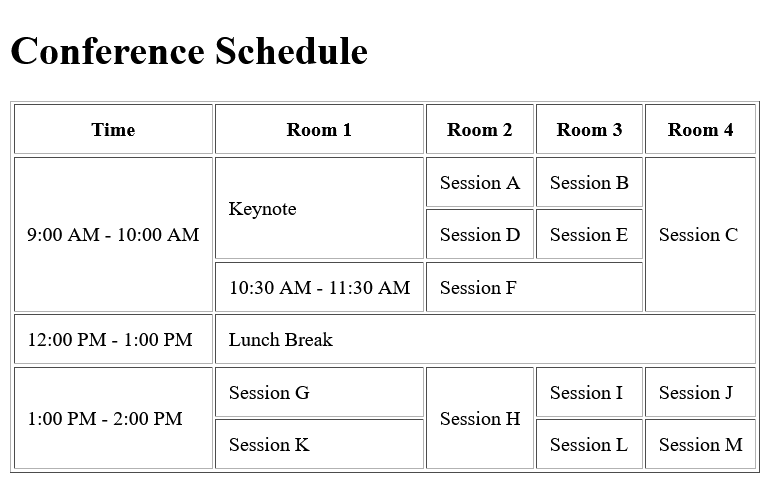 Conference Schedule
Time Room 1 Room 2 Room 3 Room 4
9:00 AM - 10:00 AM Keynote Session A Session B Session C
Session D Session E
10:30 AM - 11:30 AM Session F
12:00 PM - 1:00 PM Lunch Break
1:00 PM - 2:00 PM Session G Session H Session I Session J
Session K Session L Session M